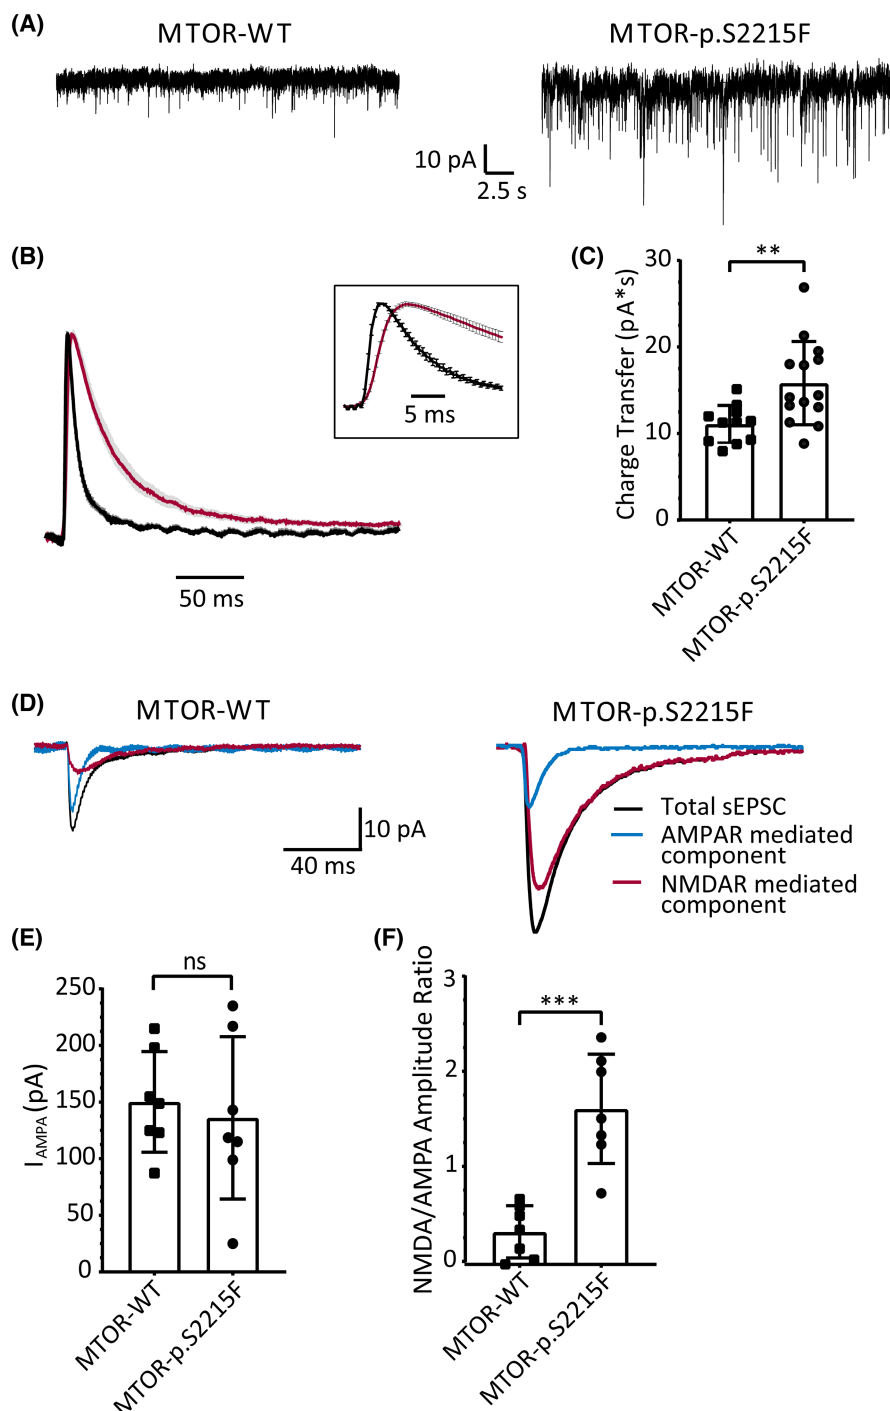 (A)
MTOR-WT
MTOR-p.S2215F
10 pA
2.5 s
(B)
5 ms
50 ms
(C)
**
Charge Transfer (pA*s)
30
20
10
0
MTOR-WT
MTOR-p.S2215F
(D)
MTOR-WT
MTOR-p.S2215F
10 pA
40 ms
Total sEPSC
AMPAR mediated
component
NMDAR mediated
component
(E)
ns
I AMPA (pA)
250
200
150
100
50
0
MTOR-WT
MTOR-p.S2215F
(F)
***
NMDA/AMPA Amplitude Ratio
3
2
1
0
MTOR-WT
MTOR-p.S2215F